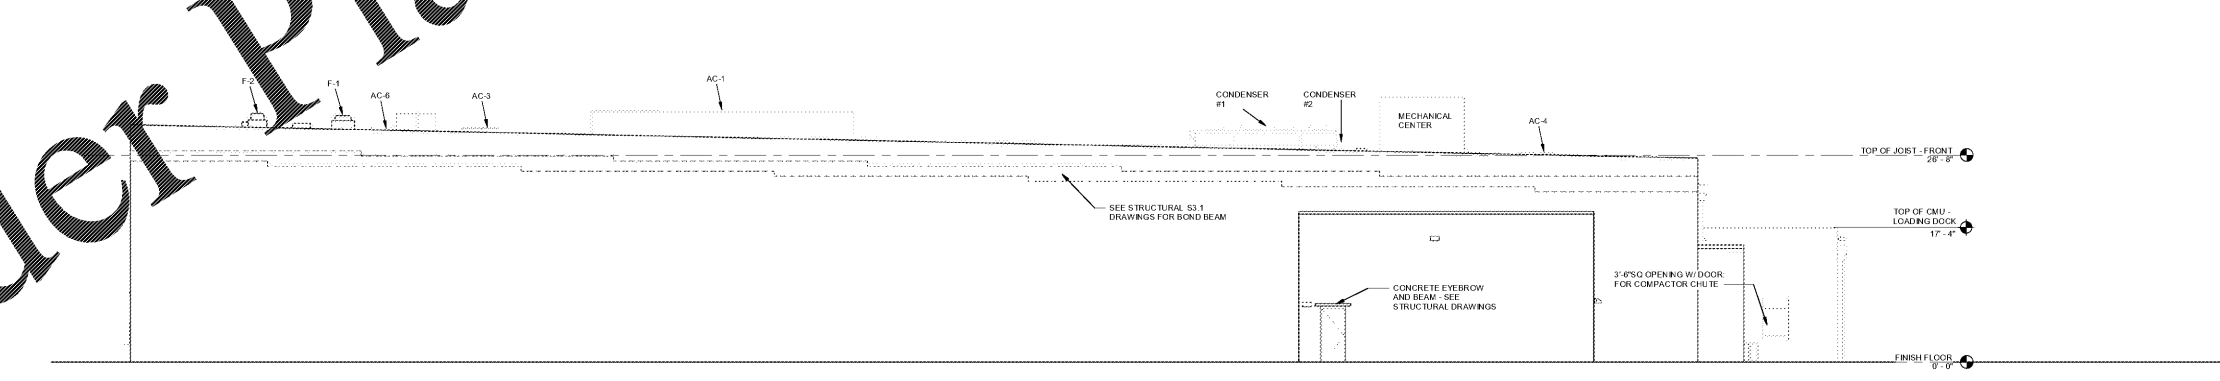 uder Pla
F-2
F-1
AC-6
AC-3
AC-1
CONDENSER
#1
CONDENSER
#2
MECHANICAL
CENTER
AC-4
TOP OF JOIST - FRONT
26' - 8"
SEE STRUCTURAL S3.1
DRAWINGS FOR BOND BEAM
TOP OF CMU -
LOADING DOCK
17' - 4"
3'-6"SQ OPENING W/ DOOR:
FOR COMPACTOR CHUTE
CONCRETE EYEBROW
AND BEAM - SEE
STRUCTURAL DRAWINGS
FINISH FLOOR
0' - 0"